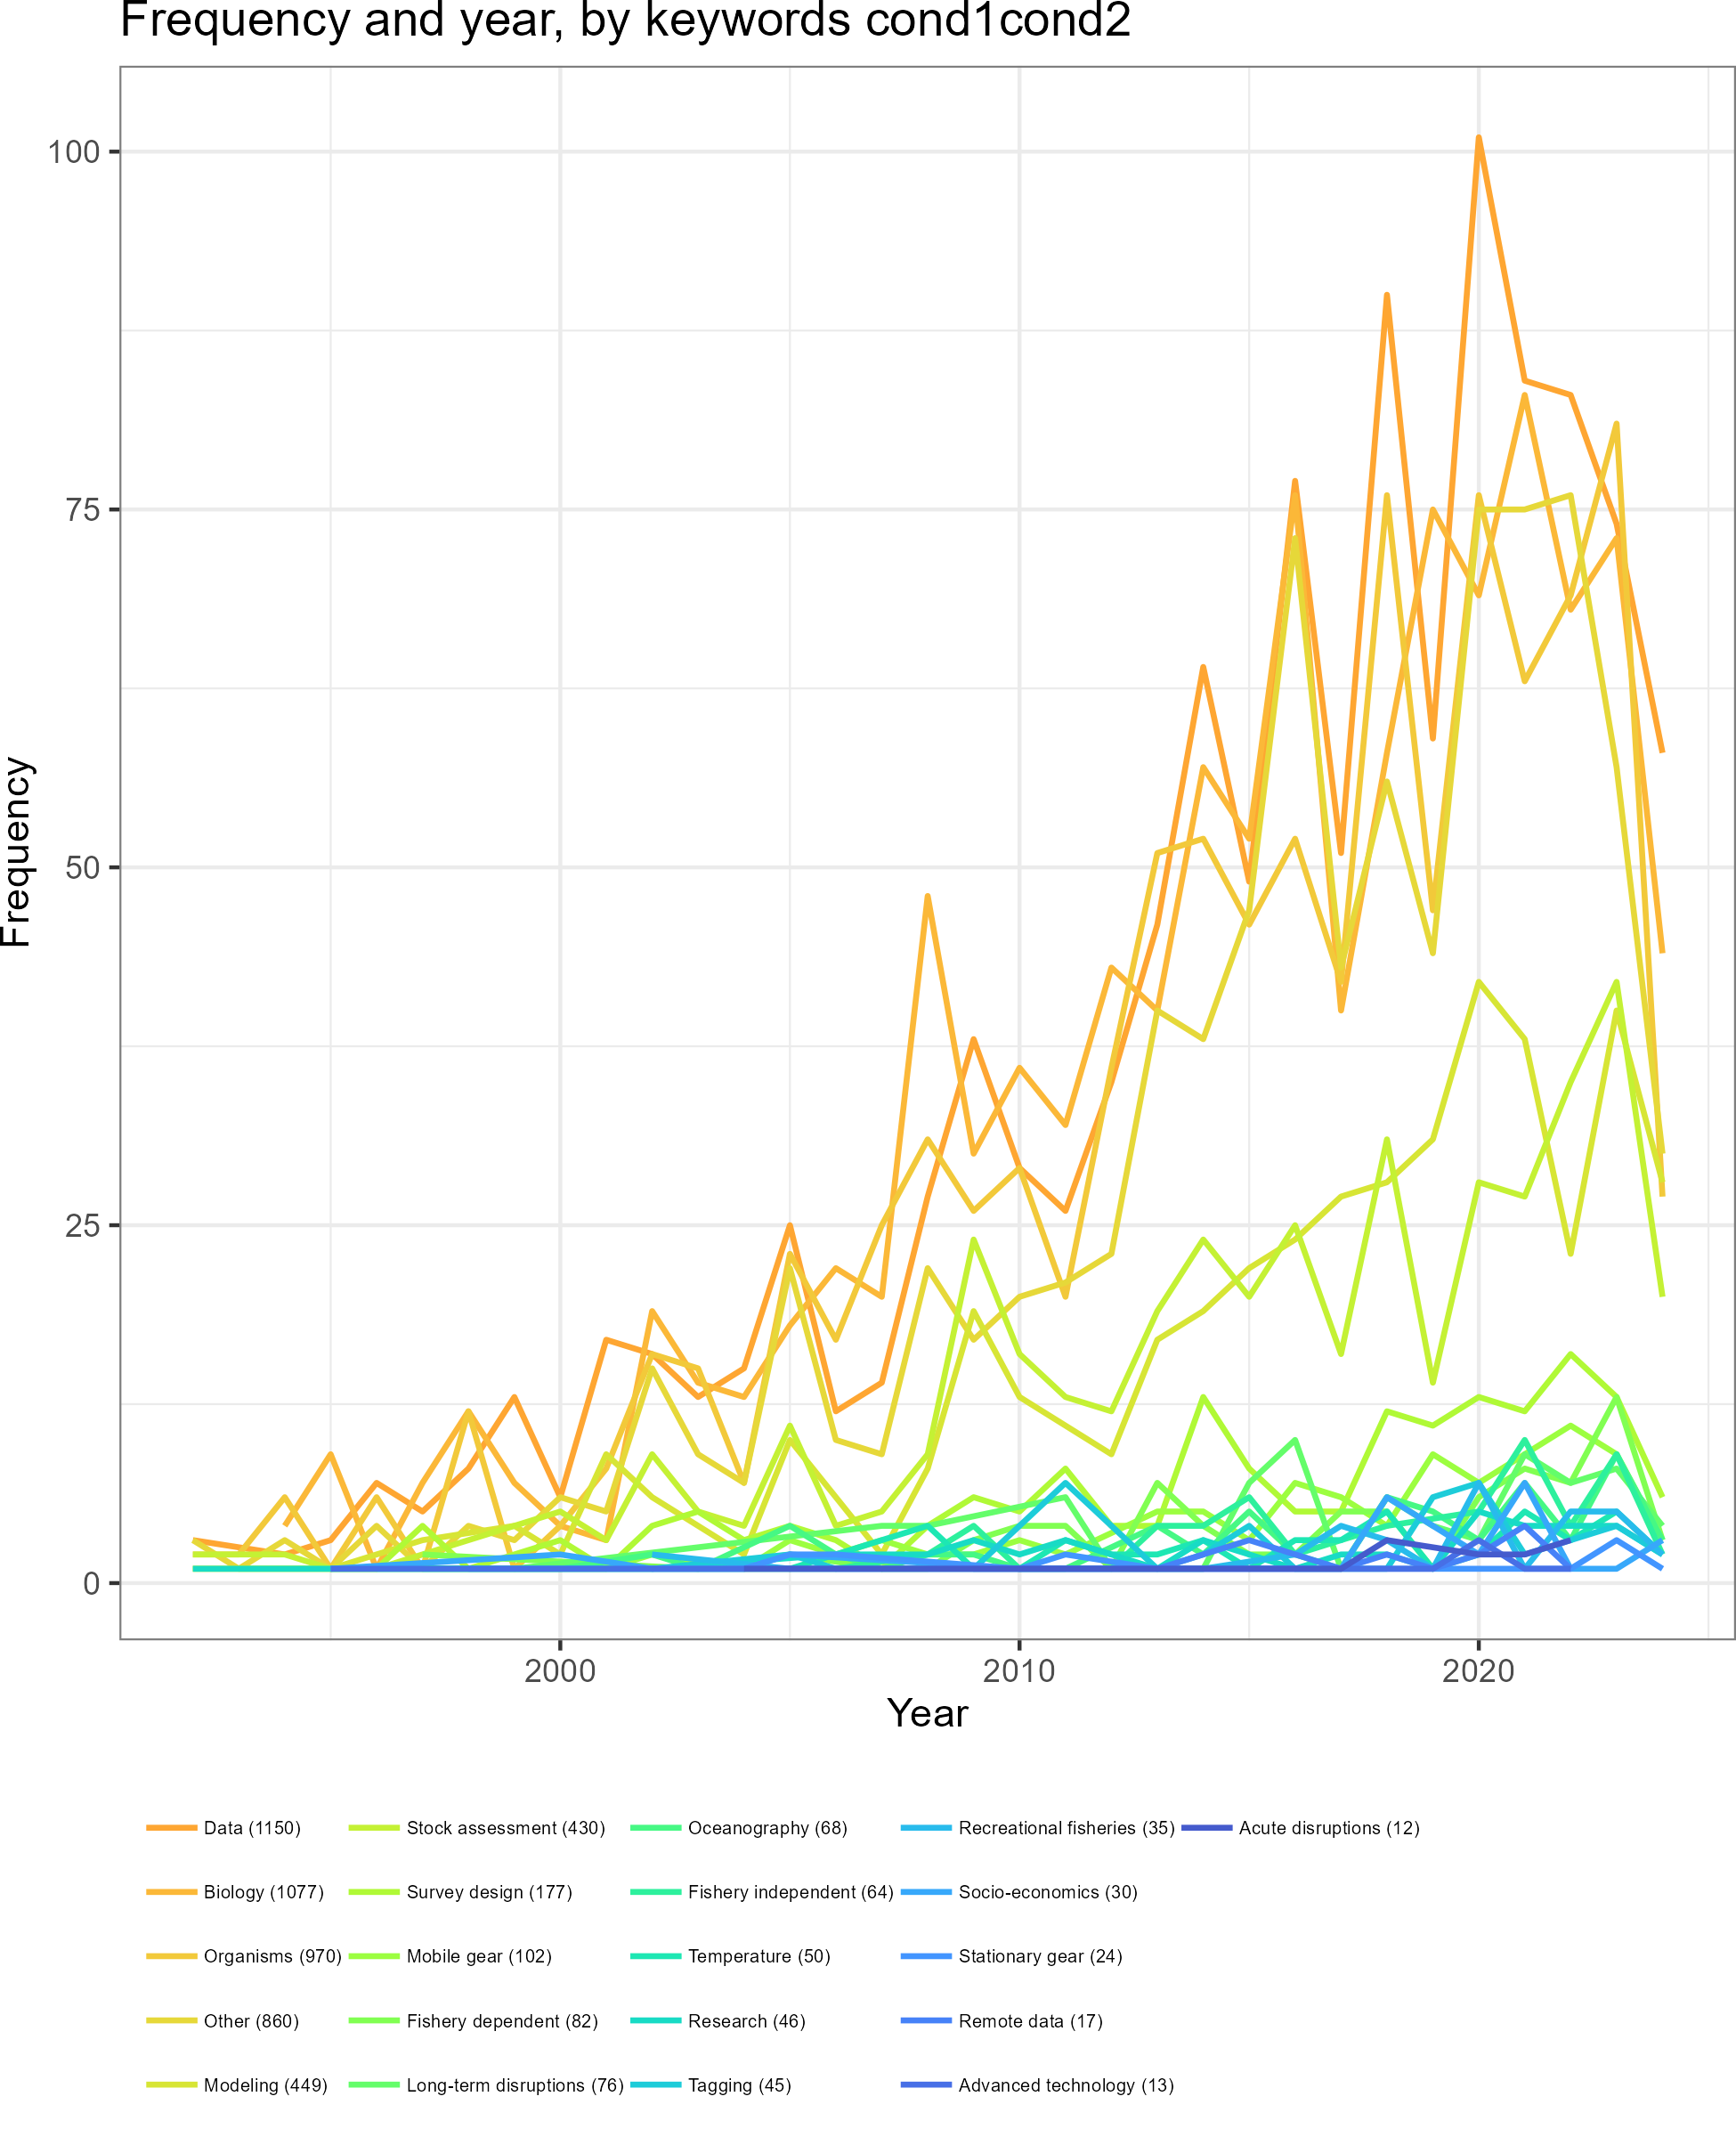 Frequency and year, by keywords cond1cond2
100
75
50
25
0
Frequency
2000 2010 2020
Year
Data (1150) Stock assessment (430) Oceanography (68) Recreational fisheries (35) Acute disruptions (12)
Biology (1077) Survey design (177) Fishery independent (64) Socio-economics (30)
Organisms (970) Mobile gear (102) Temperature (50) Stationary gear (24)
Other (860) Fishery dependent (82) Research (46) Remote data (17)
Modeling (449) Long-term disruptions (76) Tagging (45) Advanced technology (13)